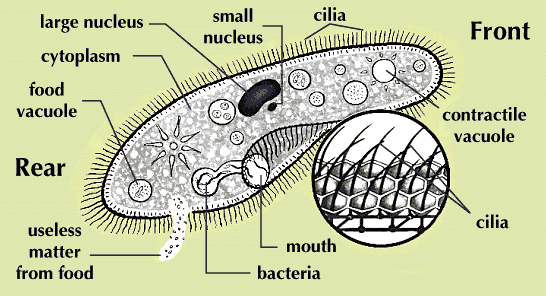 large nucleus
small
nucleus
cilia
Front
cytoplasm
food
vacuole
contractile
vacuole
Rear
cilia
useless
matter
from food
mouth
bacteria